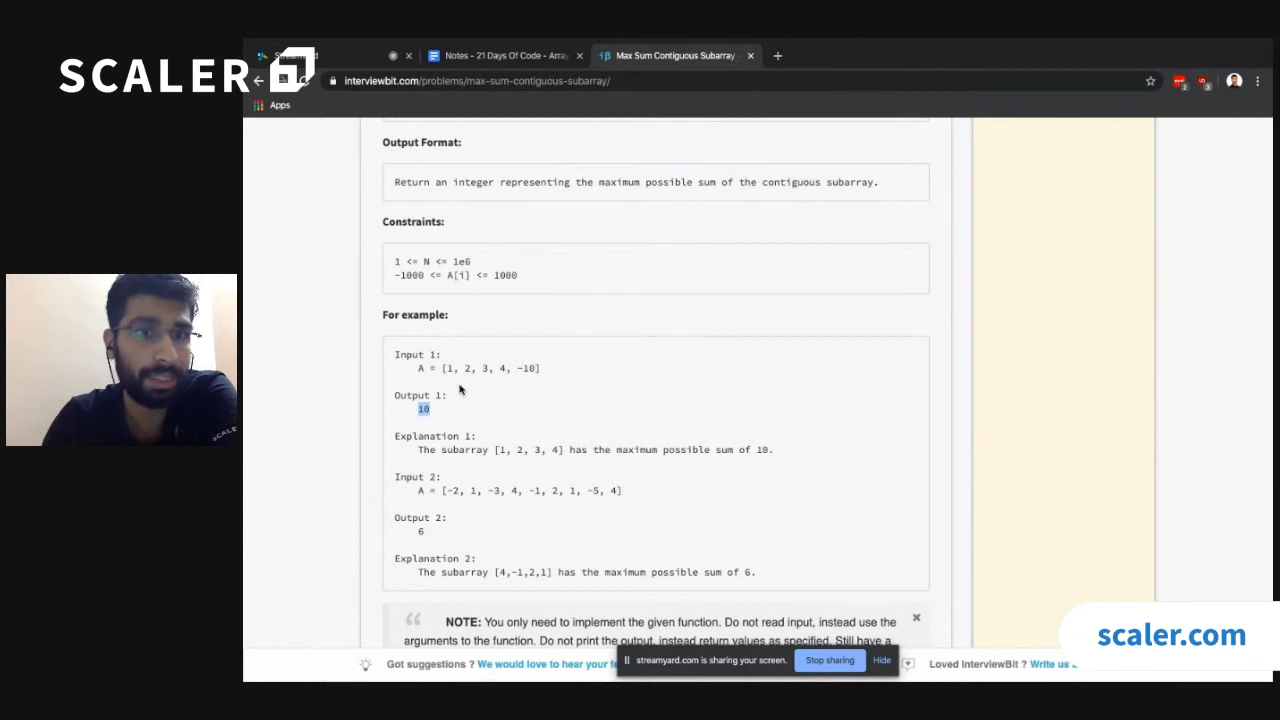 SCALER
Notes - 21 Days Of Code - Array
Max Sum Contiguous Subarray
interviewbit.com/problems/max-sum-contiguous-subarray/
Apps
Output Format:
Return an integer representing the maximum possible sum of the contiguous subarray.
Constraints:
1 <= N <= 1e6
-1000 <= A[i] <= 1000
For example:
Input 1:
A = [1, 2, 3, 4, -10]
Output 1:
10
Explanation 1:
The subarray [1, 2, 3, 4] has the maximum possible sum of 10.
Input 2:
A = [-2, 1, -3, 4, -1, 2, 1, -5, 4]
Output 2:
6
Explanation 2:
The subarray [4,-1,2,1] has the maximum possible sum of 6.
NOTE: You only need to implement the given function. Do not read input, instead use the
arguments to the function. Do not print the output, instead return values as specified. Still have a
scaler.com
Got suggestions ? We would love to hear your
streamyard.com is sharing your screen.
Stop sharing
Hide
Loved InterviewBit ? Write us